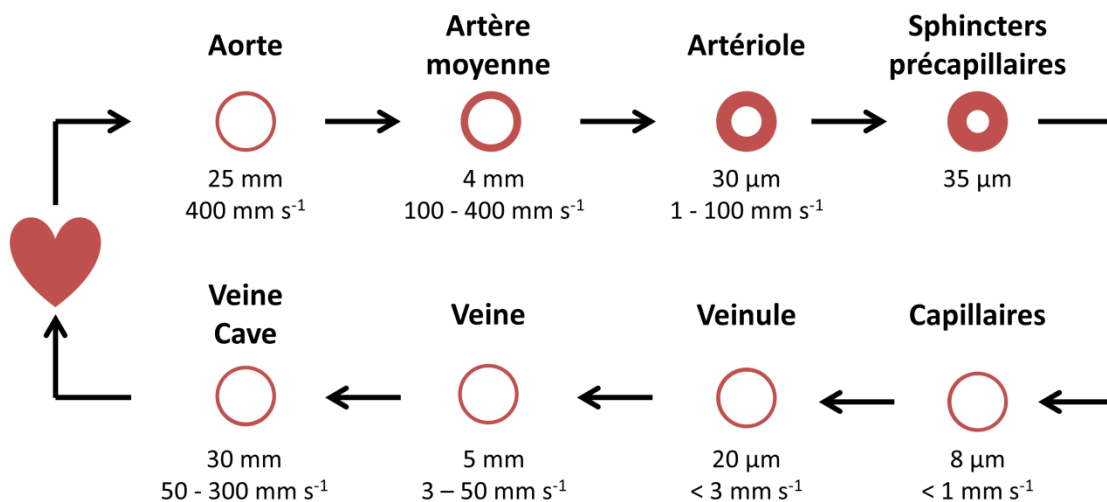 Aorte
Artère
moyenne
Artériole
Sphincters
précapillaires
25 mm
400 mm s⁻¹
4 mm
100 - 400 mm s⁻¹
30 µm
1 - 100 mm s⁻¹
35 µm
Veine
Cave
Veine
Veinule
Capillaires
30 mm
50 - 300 mm s⁻¹
5 mm
3 – 50 mm s⁻¹
20 µm
< 3 mm s⁻¹
8 µm
< 1 mm s⁻¹